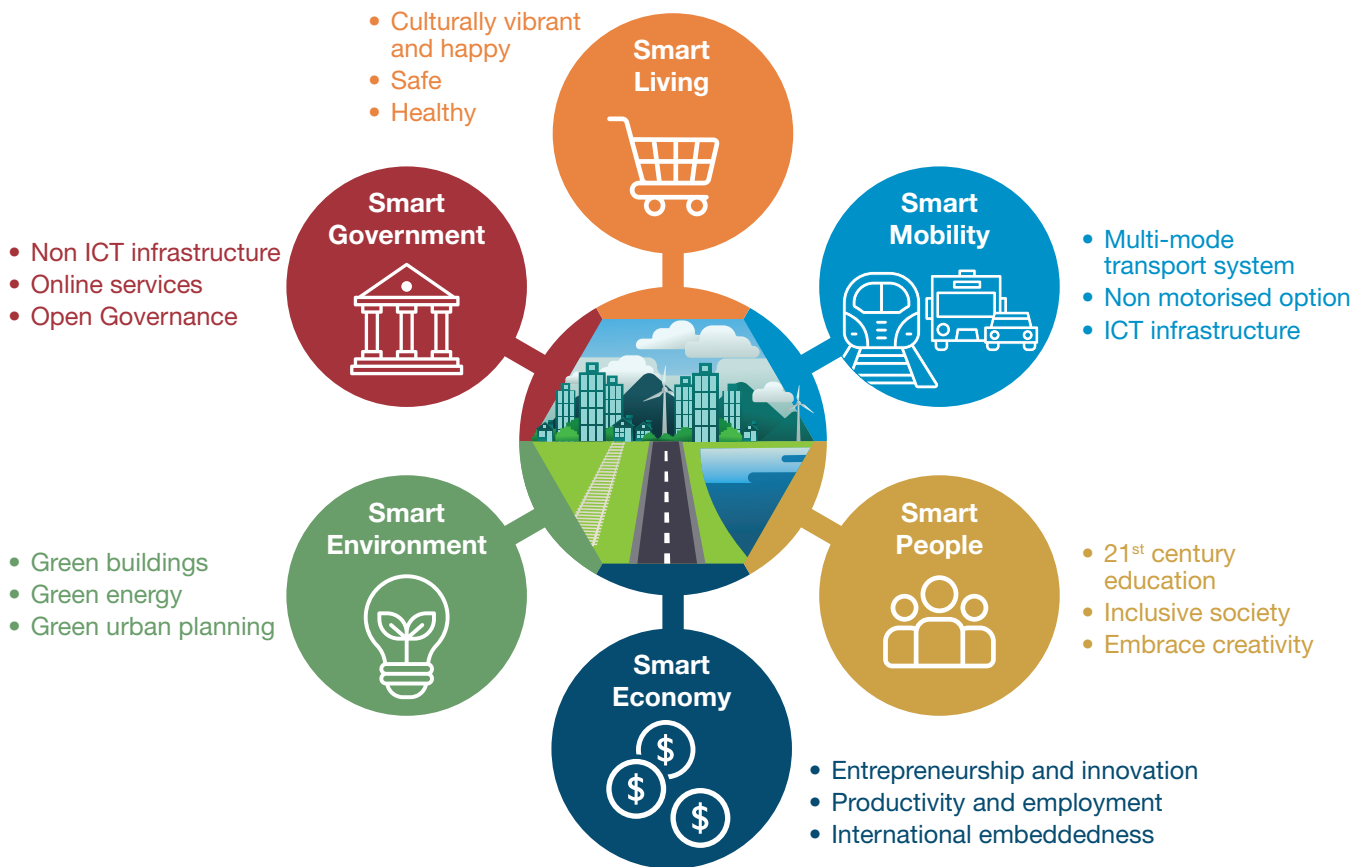 • Culturally vibrant
and happy
• Safe
• Healthy
Smart
Living
Smart
Government
• Non ICT infrastructure
• Online services
• Open Governance
Smart
Mobility
• Multi-mode
transport system
• Non motorised option
• ICT infrastructure
Smart
Environment
• Green buildings
• Green energy
• Green urban planning
Smart
People
• 21st century
education
• Inclusive society
• Embrace creativity
Smart
Economy
$
$
$
• Entrepreneurship and innovation
• Productivity and employment
• International embeddedness